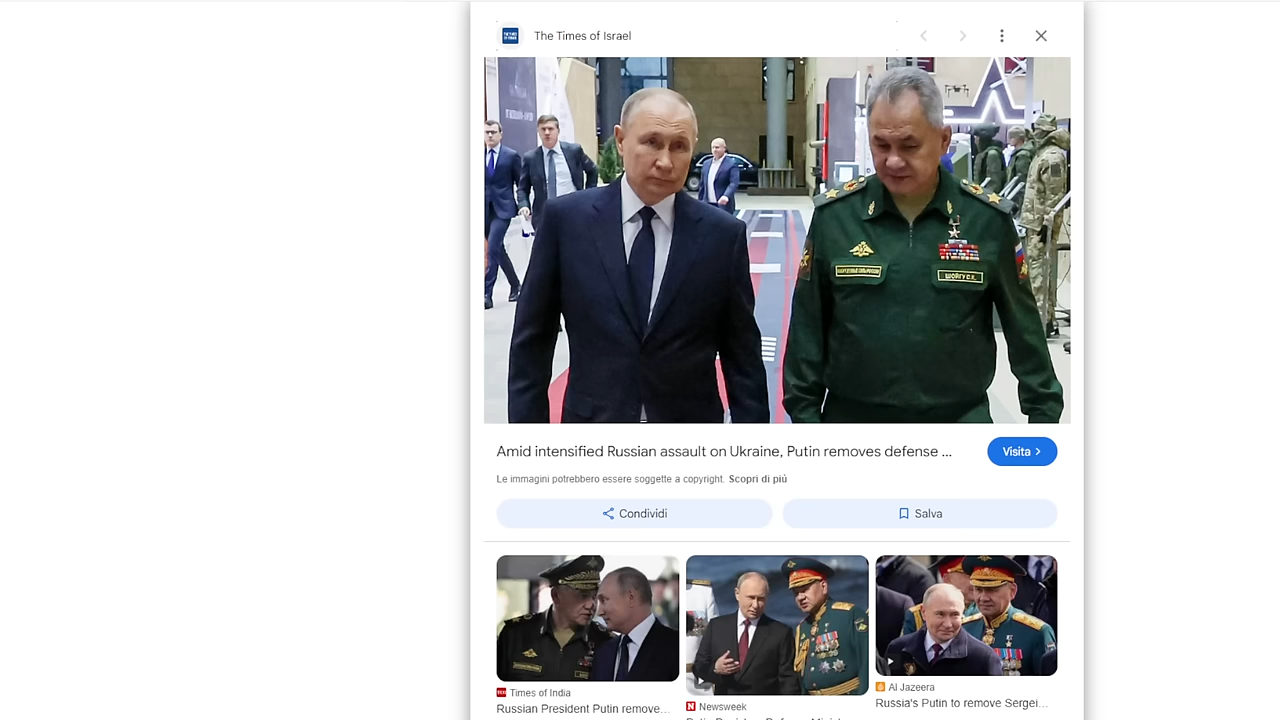 The Times of Israel
ШОЙГУ С.К.
Amid intensified Russian assault on Ukraine, Putin removes defense ...
Visita
Le immagini potrebbero essere soggette a copyright. Scopri di più
Condividi
Salva
Times of India
Russian President Putin remove...
Newsweek
Al Jazeera
Russia's Putin to remove Sergei...